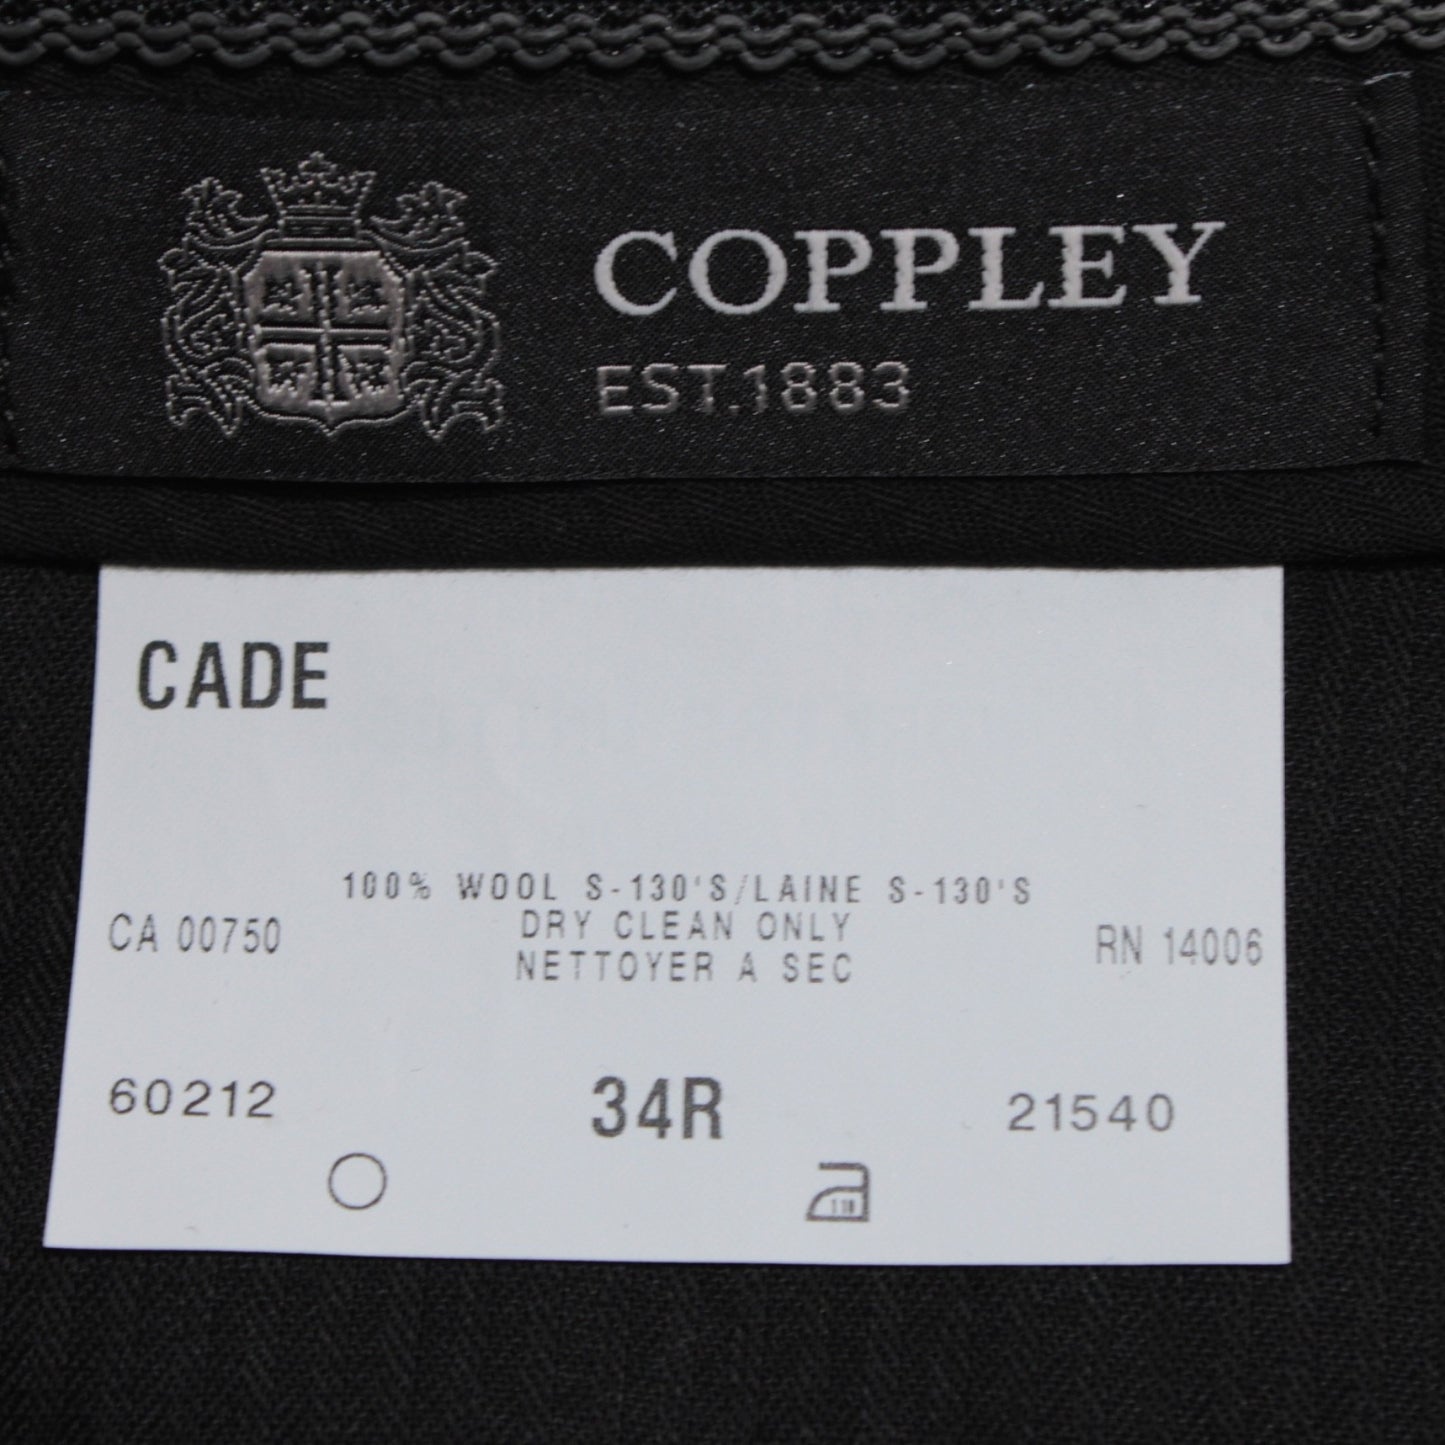 COPPLEY
EST.1883
CADE
100% WOOL S-130'S/LAINE S-130'S
DRY CLEAN ONLY
NETTOYER A SEC
CA 00750
RN 14006
60212
34R
21540
110